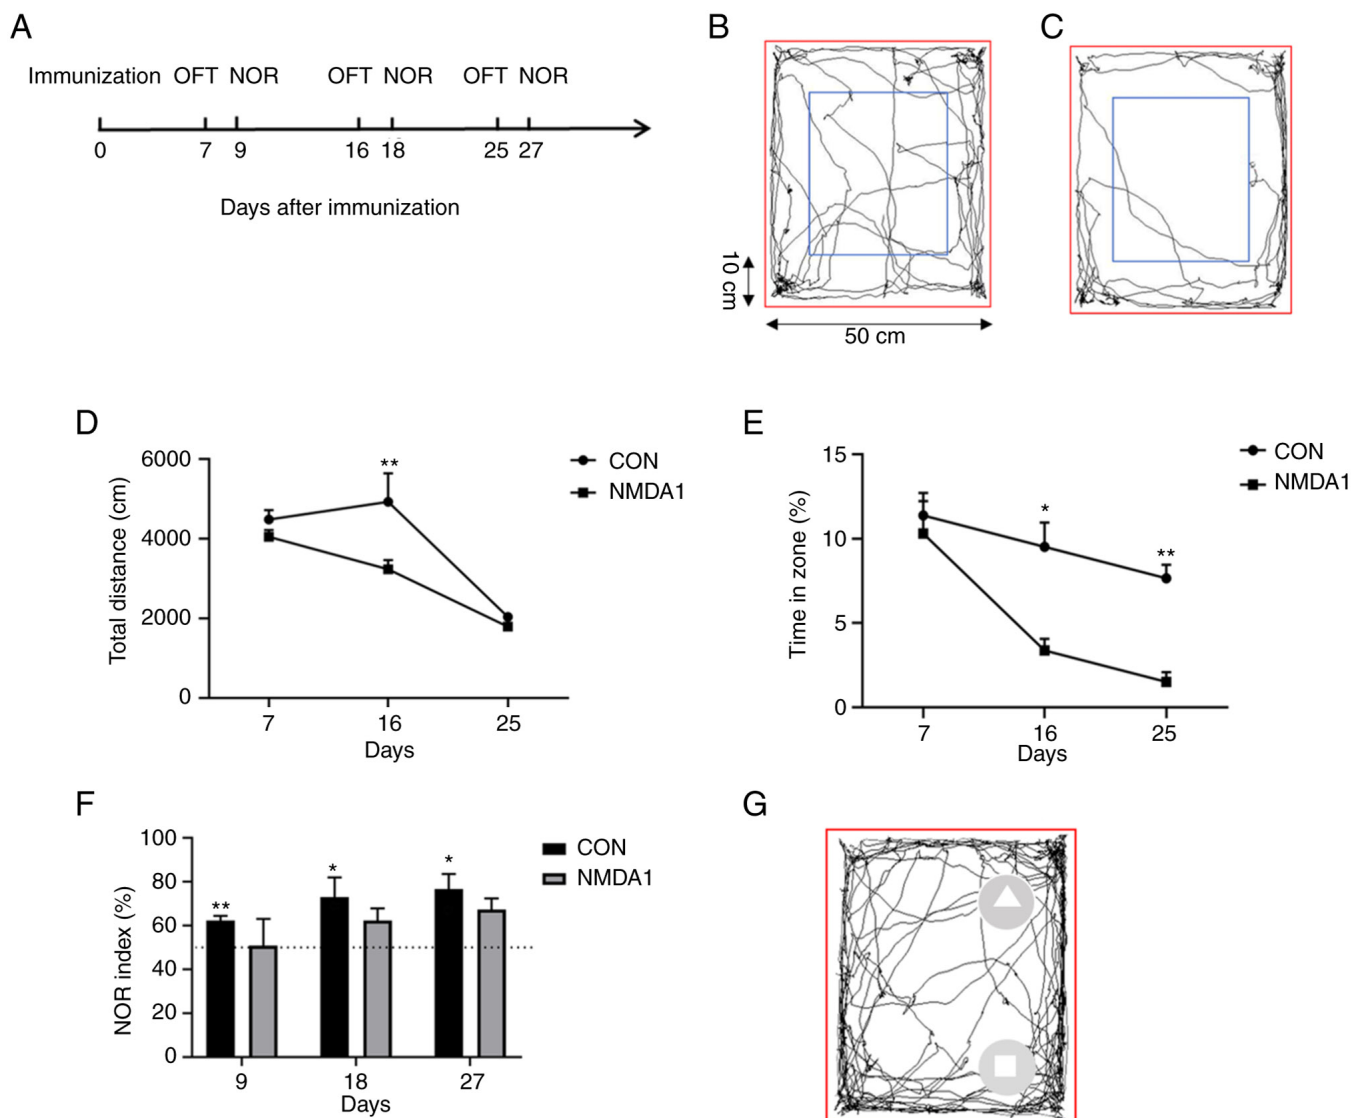 A
Immunization OFT NOR OFT NOR OFT NOR
0 7 9 16 18 25 27
Days after immunization
B
10 cm
50 cm
C
D
6000
4000
2000
0
**
CON
NMDA1
Total distance (cm)
7 16 25
Days
E
15
10
5
0
*
**
CON
NMDA1
Time in zone (%)
7 16 25
Days
F
100
80
60
40
20
0
**
*
*
CON
NMDA1
NOR index (%)
9 18 27
Days
G